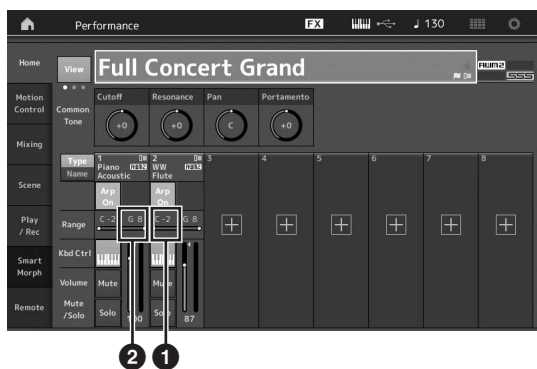 Performance FX 130
Home View Full Concert Grand AWM2 SSS
Motion Control
Common Tone
Cutoff Resonance Pan Portamento
+0 +0 C +0
Mixing
Type 1 2 3 4 5 6 7 8
Name Piano AWM2 WW AWM2
Acoustic Flute
Scene
Arp On Arp On
Play / Rec
Range C -2 G 8 C -2 G 8
Smart Morph
Kbd Ctrl
Volume Mute Mute
Remote
Mute /Solo Solo 100 Solo 87
2 1